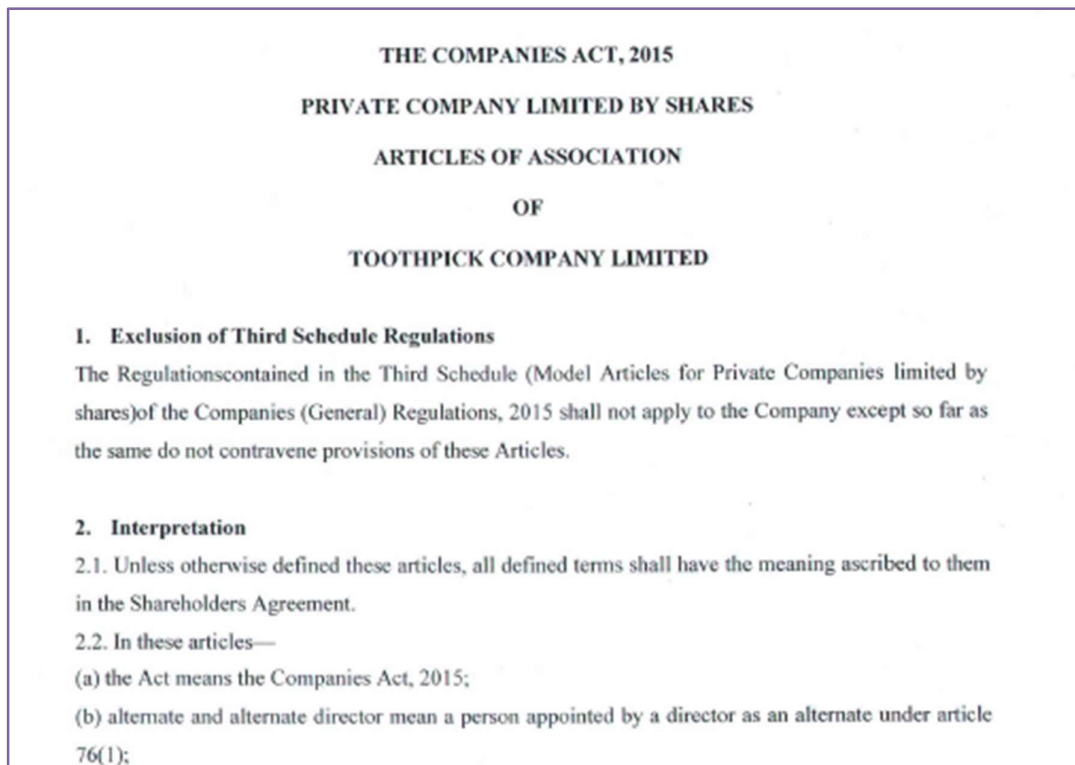 THE COMPANIES ACT, 2015
PRIVATE COMPANY LIMITED BY SHARES
ARTICLES OF ASSOCIATION
OF
TOOTHPICK COMPANY LIMITED
1. Exclusion of Third Schedule Regulations
The Regulationscontained in the Third Schedule (Model Articles for Private Companies limited by
shares)of the Companies (General) Regulations, 2015 shall not apply to the Company except so far as
the same do not contravene provisions of these Articles.
2. Interpretation
2.1. Unless otherwise defined these articles, all defined terms shall have the meaning ascribed to them
in the Shareholders Agreement.
2.2. In these articles—
(a) the Act means the Companies Act, 2015;
(b) alternate and alternate director mean a person appointed by a director as an alternate under article
76(1);